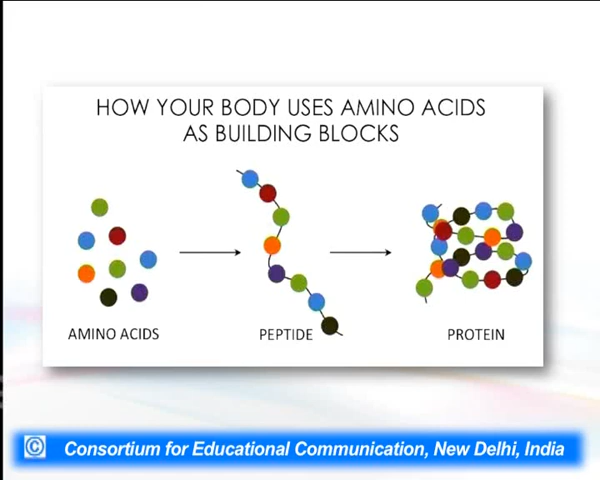 HOW YOUR BODY USES AMINO ACIDS
AS BUILDING BLOCKS
AMINO ACIDS
PEPTIDE
PROTEIN
© Consortium for Educational Communication, New Delhi, India